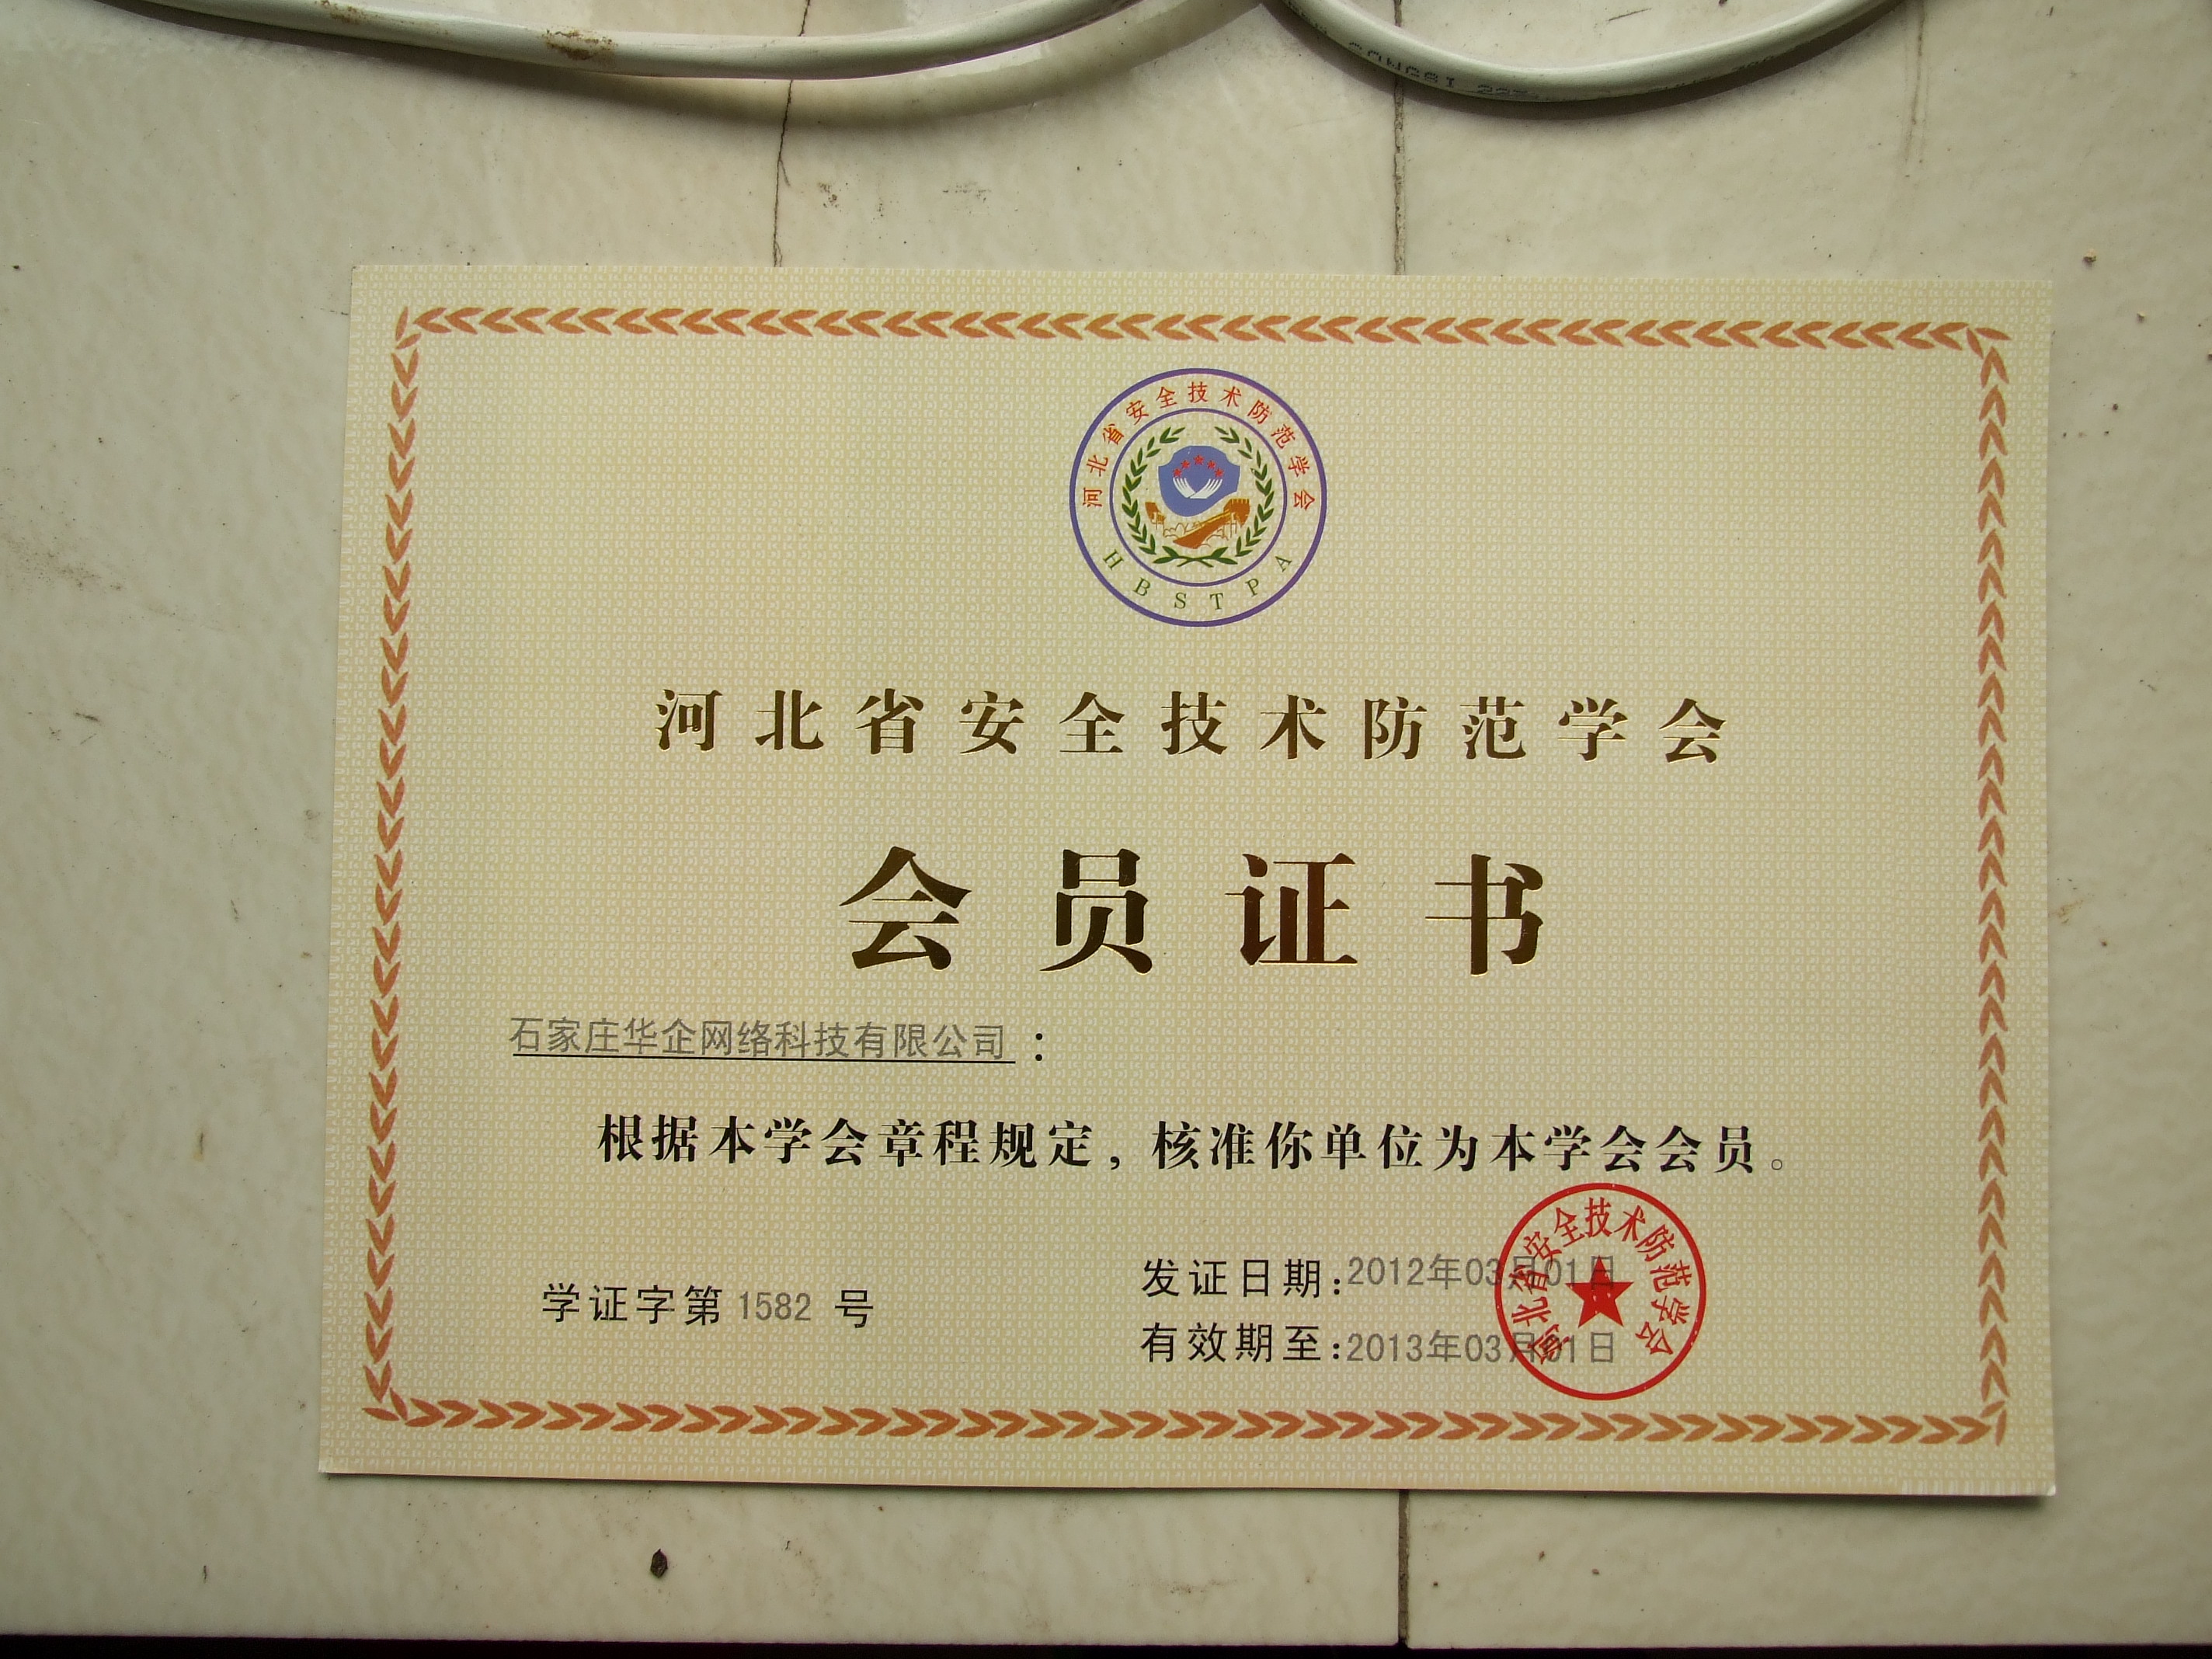 河北省安全技术防范学会
HBSTPA
河北省安全技术防范学会
会员证书
石家庄华企网络科技有限公司：
根据本学会章程规定，核准你单位为本学会会员。
学证字第 1582 号
发证日期：2012年03月01日
有效期至：2013年03月01日
河北省安全技术防范学会